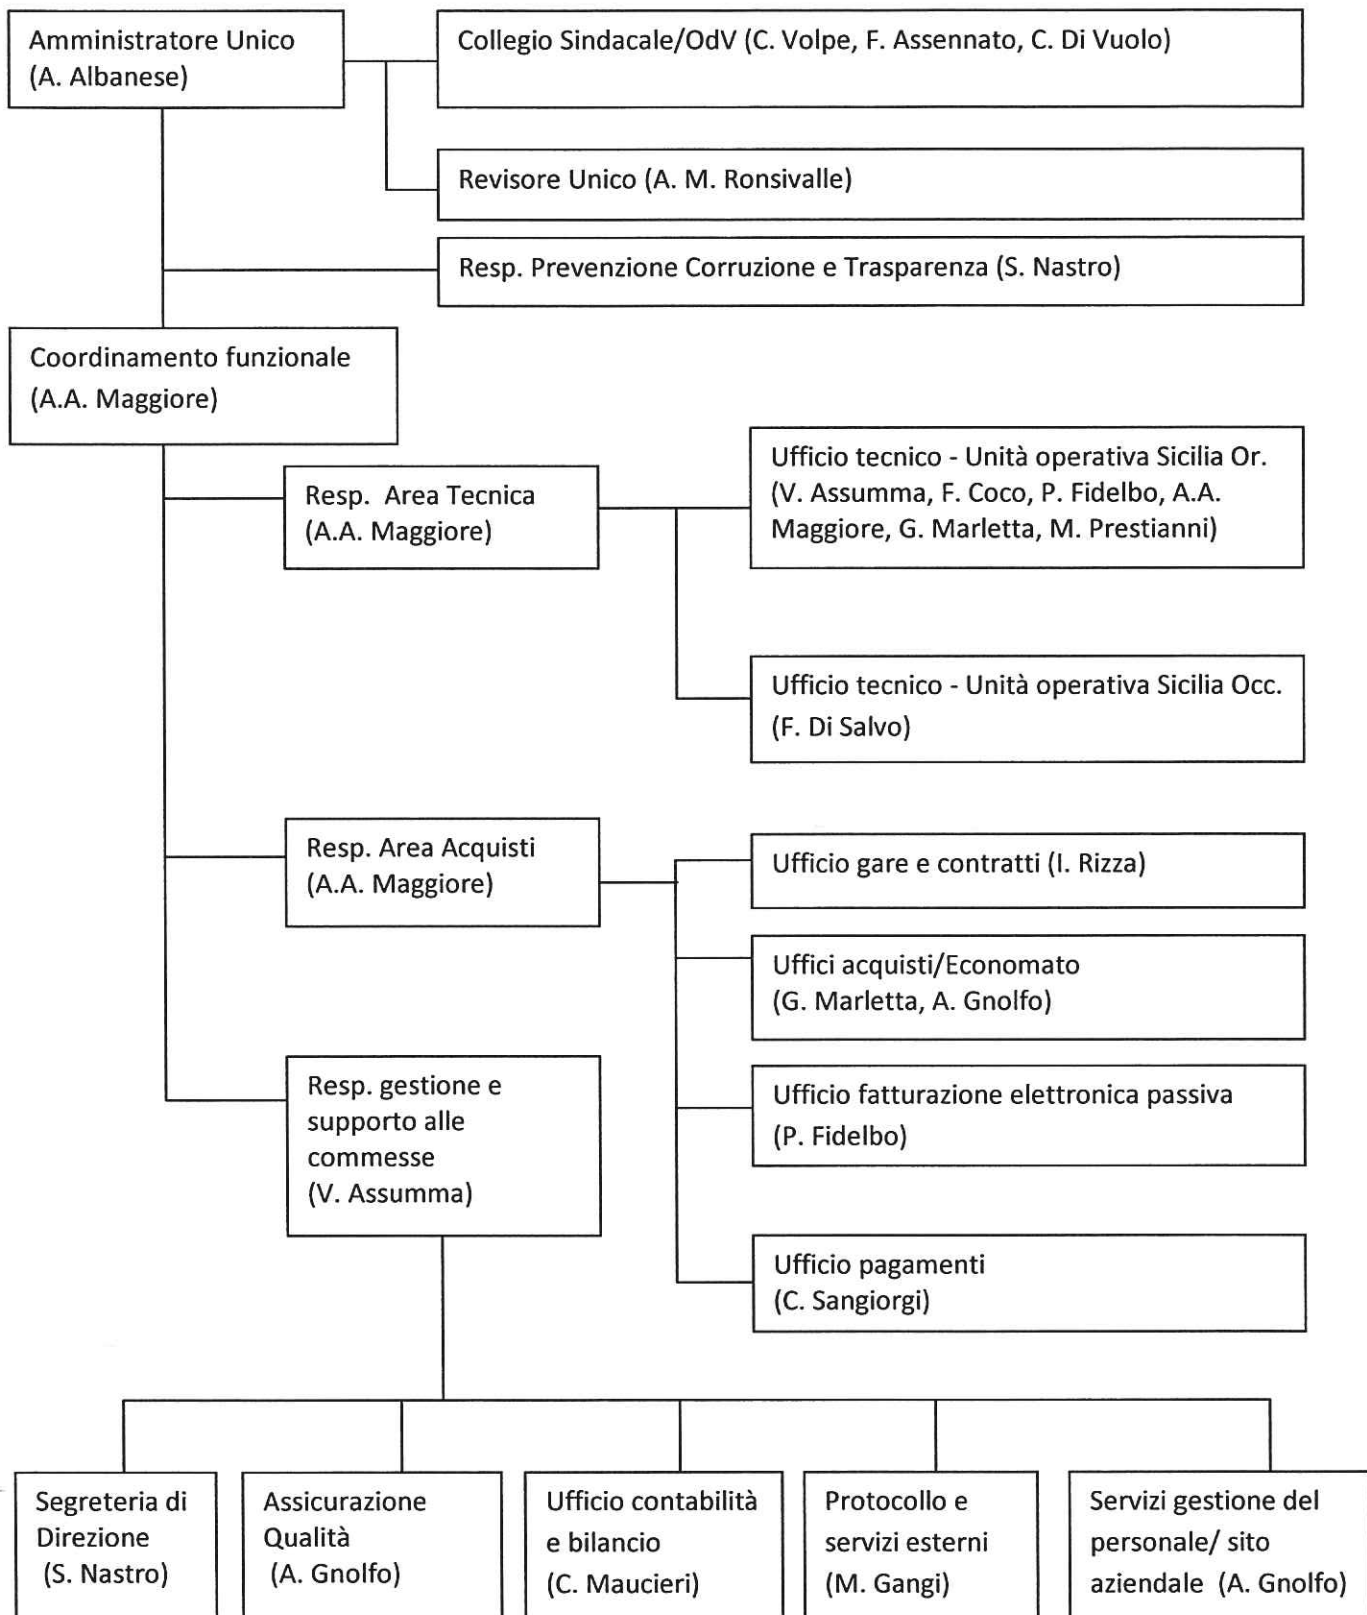 Amministratore Unico
(A. Albanese)
Collegio Sindacale/OdV (C. Volpe, F. Assennato, C. Di Vuolo)
Revisore Unico (A. M. Ronsivalle)
Resp. Prevenzione Corruzione e Trasparenza (S. Nastro)
Coordinamento funzionale
(A.A. Maggiore)
Resp. Area Tecnica
(A.A. Maggiore)
Ufficio tecnico - Unità operativa Sicilia Or.
(V. Assumma, F. Coco, P. Fidelbo, A.A.
Maggiore, G. Marletta, M. Prestianni)
Ufficio tecnico - Unità operativa Sicilia Occ.
(F. Di Salvo)
Resp. Area Acquisti
(A.A. Maggiore)
Ufficio gare e contratti (I. Rizza)
Uffici acquisti/Economato
(G. Marletta, A. Gnolfo)
Ufficio fatturazione elettronica passiva
(P. Fidelbo)
Ufficio pagamenti
(C. Sangiorgi)
Resp. gestione e
supporto alle
commesse
(V. Assumma)
Segreteria di
Direzione
(S. Nastro)
Assicurazione
Qualità
(A. Gnolfo)
Ufficio contabilità
e bilancio
(C. Maucieri)
Protocollo e
servizi esterni
(M. Gangi)
Servizi gestione del
personale/ sito
aziendale (A. Gnolfo)